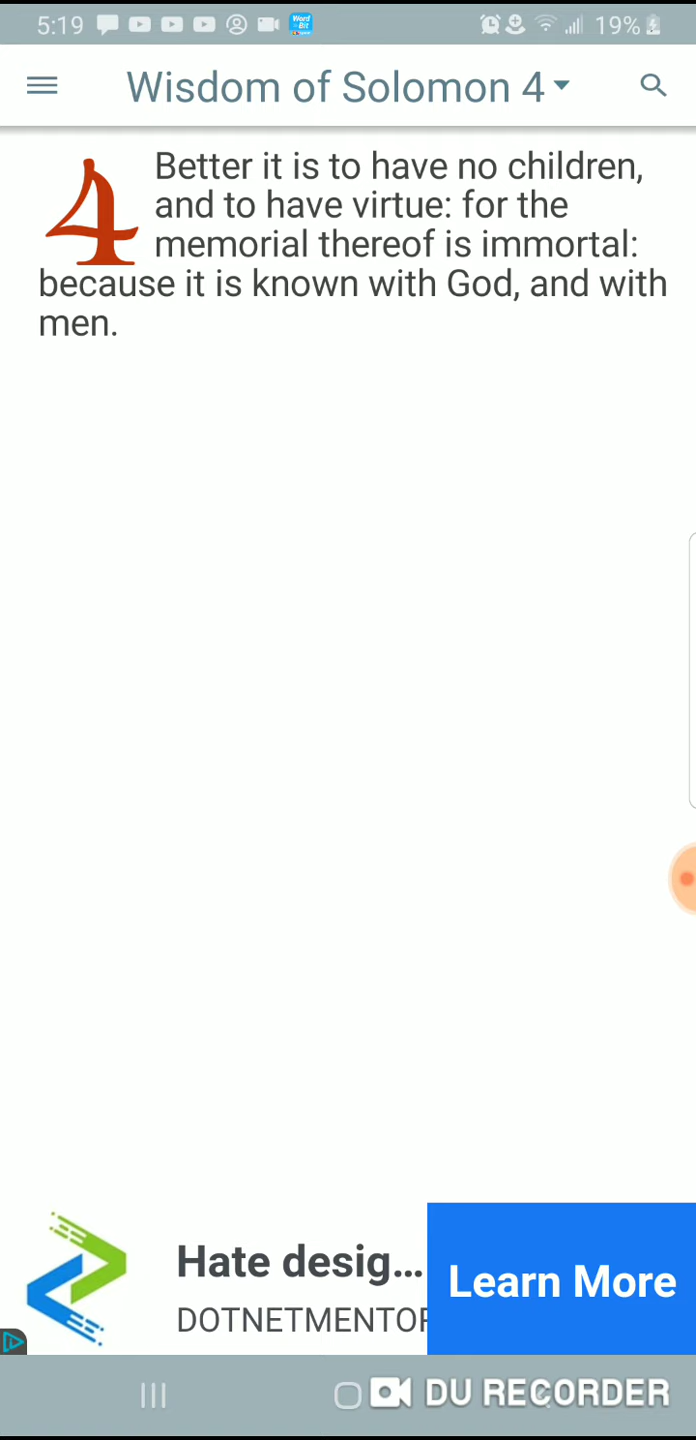 5:19
Word
Bit
19%
Wisdom of Solomon 4
4 Better it is to have no children,
and to have virtue: for the
memorial thereof is immortal:
because it is known with God, and with
men.
Hate desig...
DOTNETMENTOR
Learn More
DU RECORDER